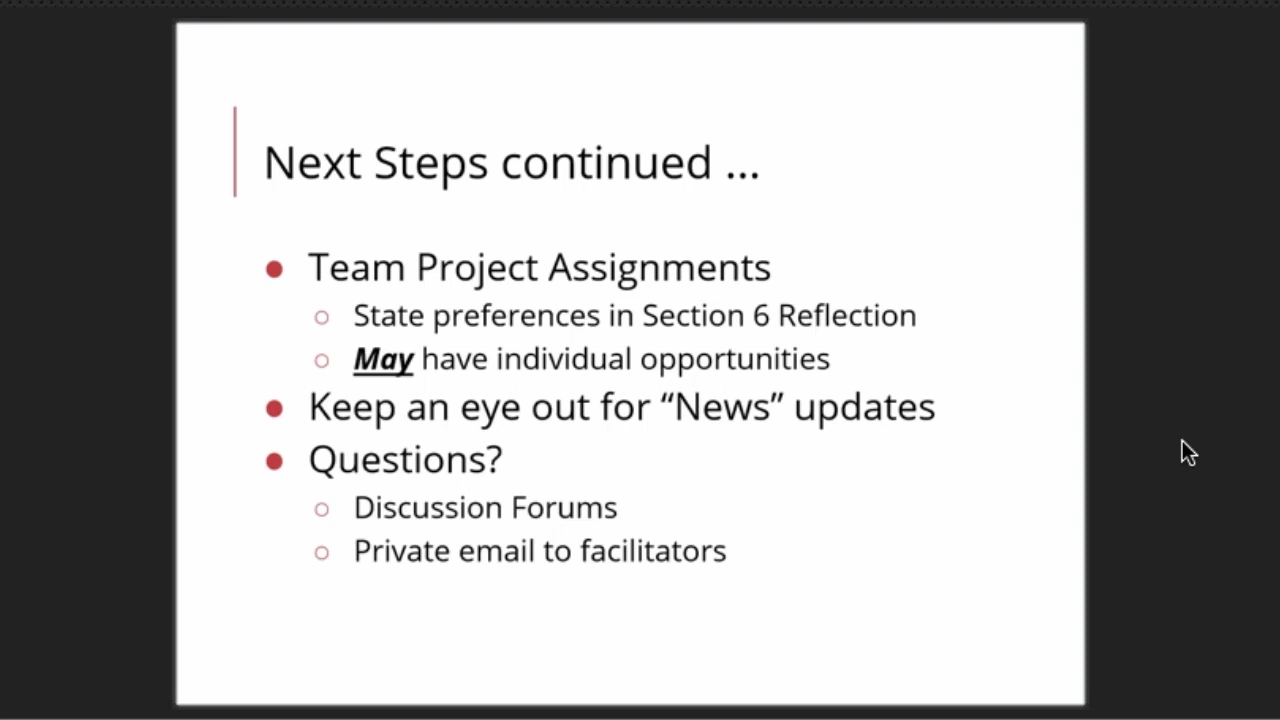 Next Steps continued ...
Team Project Assignments
State preferences in Section 6 Reflection
May have individual opportunities
Keep an eye out for “News” updates
Questions?
Discussion Forums
Private email to facilitators